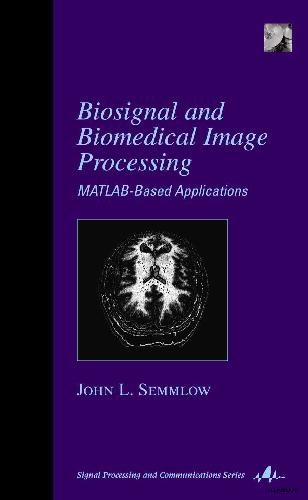 Biosignal and
Biomedical Image
Processing
MATLAB-Based Applications
JOHN L. SEMMLOW
Signal Processing and Communications Series